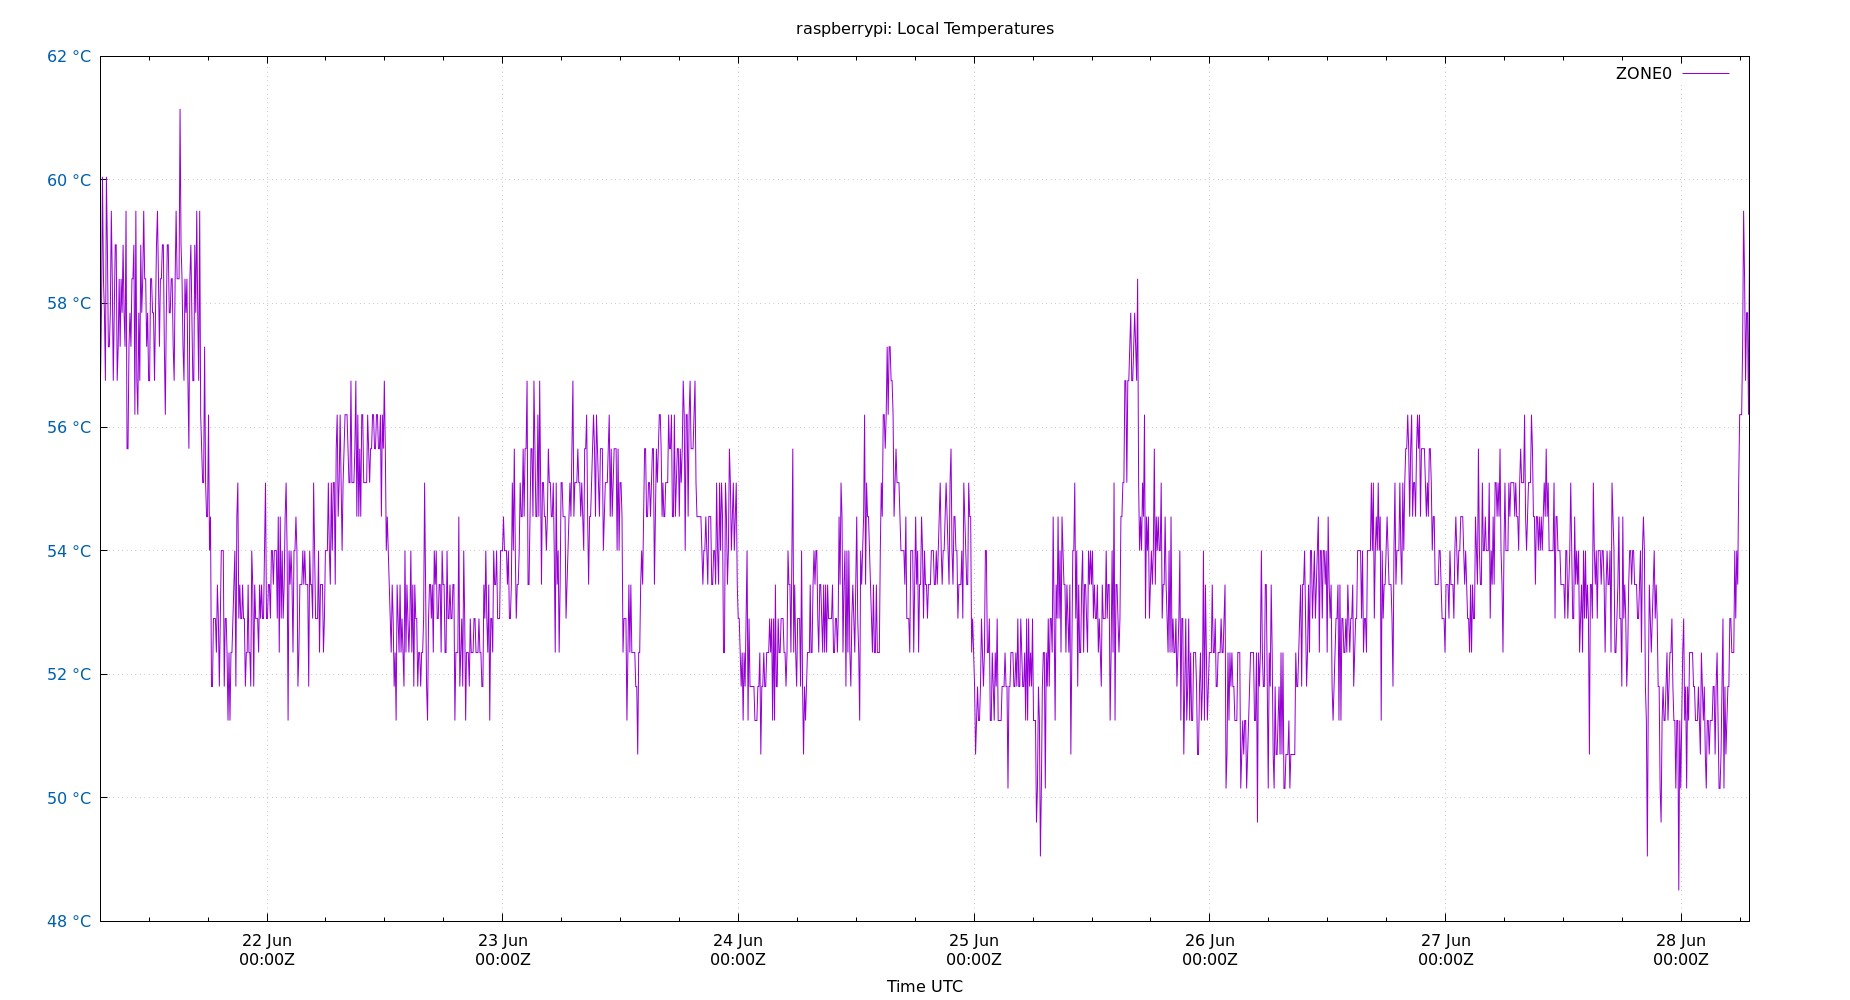 raspberrypi: Local Temperatures
ZONE0
62 °C
60 °C
58 °C
56 °C
54 °C
52 °C
50 °C
48 °C
22 Jun 23 Jun 24 Jun 25 Jun 26 Jun 27 Jun 28 Jun
00:00Z 00:00Z 00:00Z 00:00Z 00:00Z 00:00Z 00:00Z
Time UTC